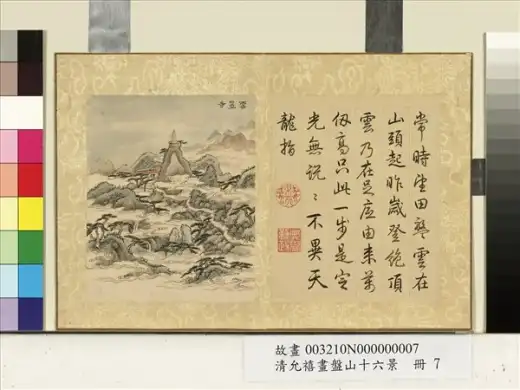 雲罩寺
常時望田盤雲在
山頭起昨歲登絕頂
雲乃在足底由來萬
仞高只此一步是定
光無説〻不異天
龍指
故畫 003210N000000007
清允禧畫盤山十六景　冊 7